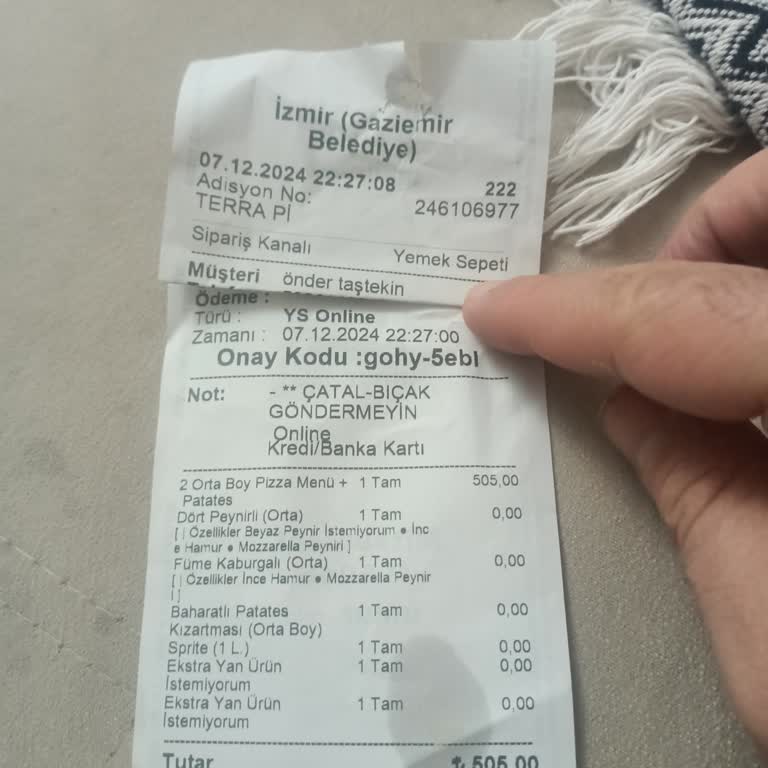 İzmir (Gaziemir
Belediye)
07.12.2024 22:27:08 222
Adisyon No: 246106977
TERRA Pİ
Sipariş Kanalı Yemek Sepeti
Müşteri önder taştekin
Ödeme :
Türü : YS Online
Zamanı : 07.12.2024 22:27:00
Onay Kodu :gohy-5ebl
Not: - ** ÇATAL-BIÇAK
GÖNDERMEYİN
Online
Kredi/Banka Kartı
2 Orta Boy Pizza Menü + 1 Tam 505,00
Patates
Dört Peynirli (Orta) 1 Tam 0,00
[ | Özellikler Beyaz Peynir İstemiyorum ● İnc
e Hamur ● Mozzarella Peyniri ]
Füme Kaburgalı (Orta) 1 Tam 0,00
[ | Özellikler İnce Hamur ● Mozzarella Peynir
i ]
Baharatlı Patates 1 Tam 0,00
Kızartması (Orta Boy)
Sprite (1 L.) 1 Tam 0,00
Ekstra Yan Ürün 1 Tam 0,00
İstemiyorum
Ekstra Yan Ürün 1 Tam 0,00
İstemiyorum
Tutar ₺ 505,00